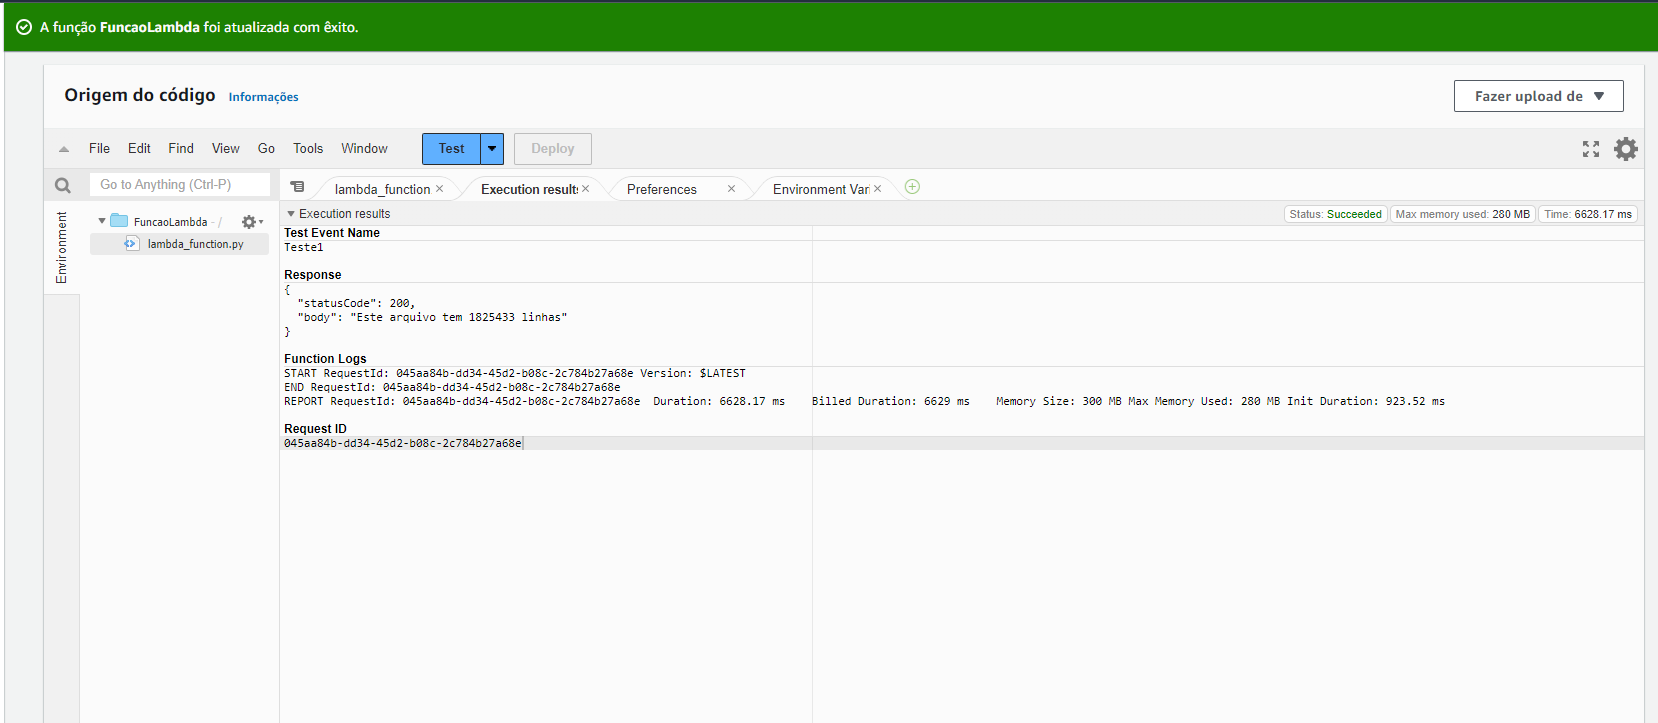 A função FuncaoLambda foi atualizada com êxito.
Origem do código Informações
Fazer upload de
File Edit Find View Go Tools Window Test Deploy
Go to Anything (Ctrl-P)
lambda_function Execution results Preferences Environment Var
Environment
FuncaoLambda - /
lambda_function.py
Execution results
Status: Succeeded Max memory used: 280 MB Time: 6628.17 ms
Test Event Name
Teste1
Response
{
  "statusCode": 200,
  "body": "Este arquivo tem 1825433 linhas"
}
Function Logs
START RequestId: 045aa84b-dd34-45d2-b08c-2c784b27a68e Version: $LATEST
END RequestId: 045aa84b-dd34-45d2-b08c-2c784b27a68e
REPORT RequestId: 045aa84b-dd34-45d2-b08c-2c784b27a68e  Duration: 6628.17 ms    Billed Duration: 6629 ms    Memory Size: 300 MB Max Memory Used: 280 MB Init Duration: 923.52 ms
Request ID
045aa84b-dd34-45d2-b08c-2c784b27a68e